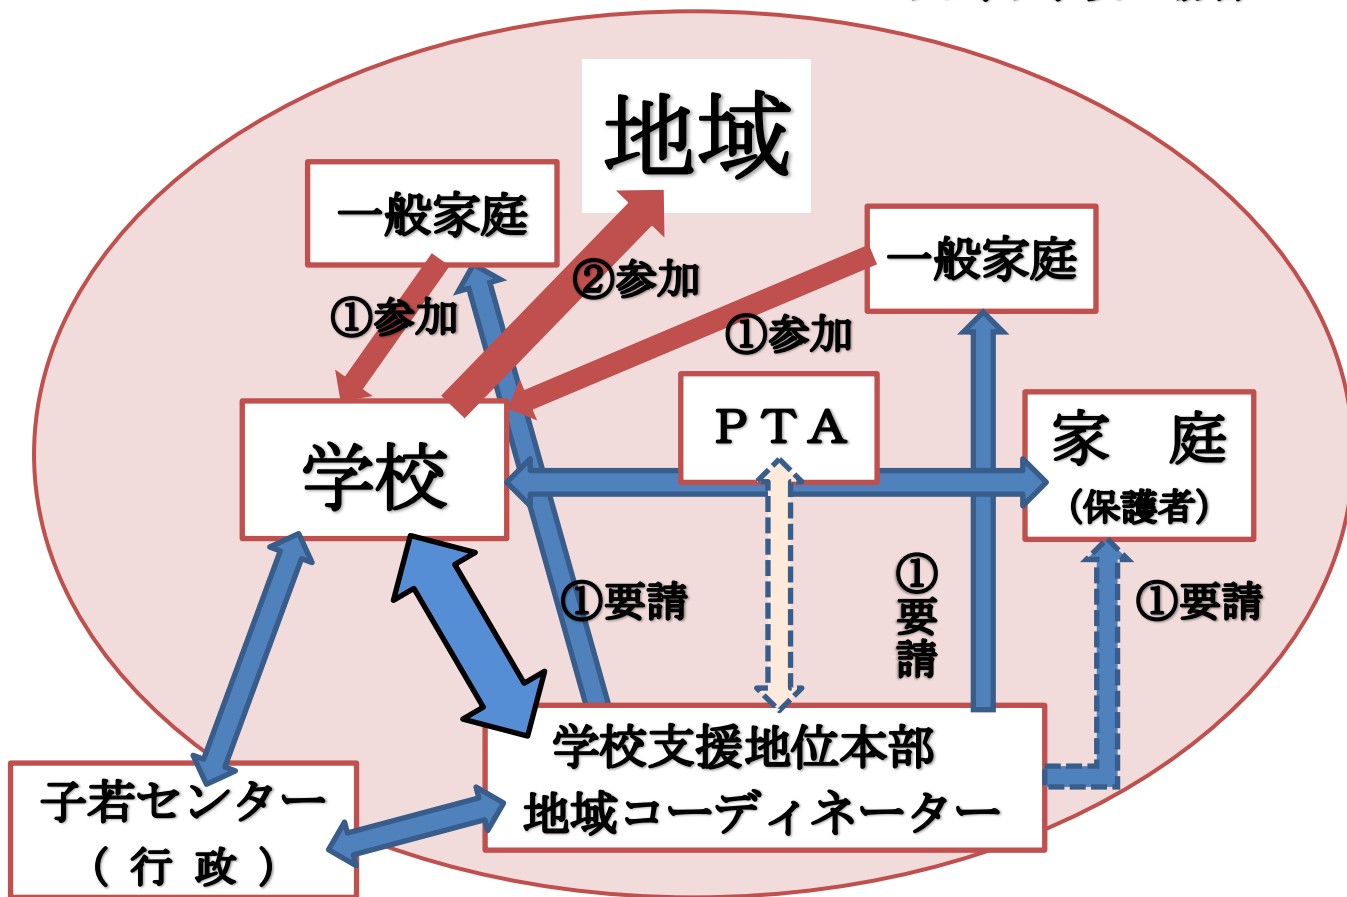 地域
一般家庭
一般家庭
②参加
①参加
①参加
ＰＴＡ
学校
家　庭
(保護者)
①要請
①要請
①要請
学校支援地位本部
地域コーディネーター
子若センター
( 行 政 )